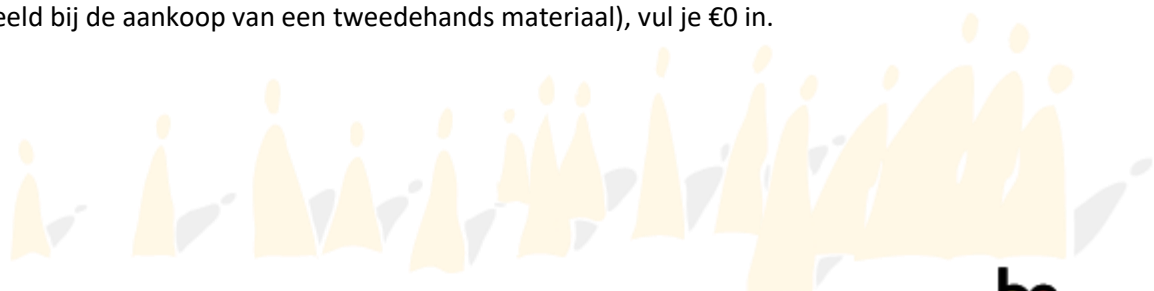 eeld bij de aankoop van een tweedehands materiaal), vul je €0 in.